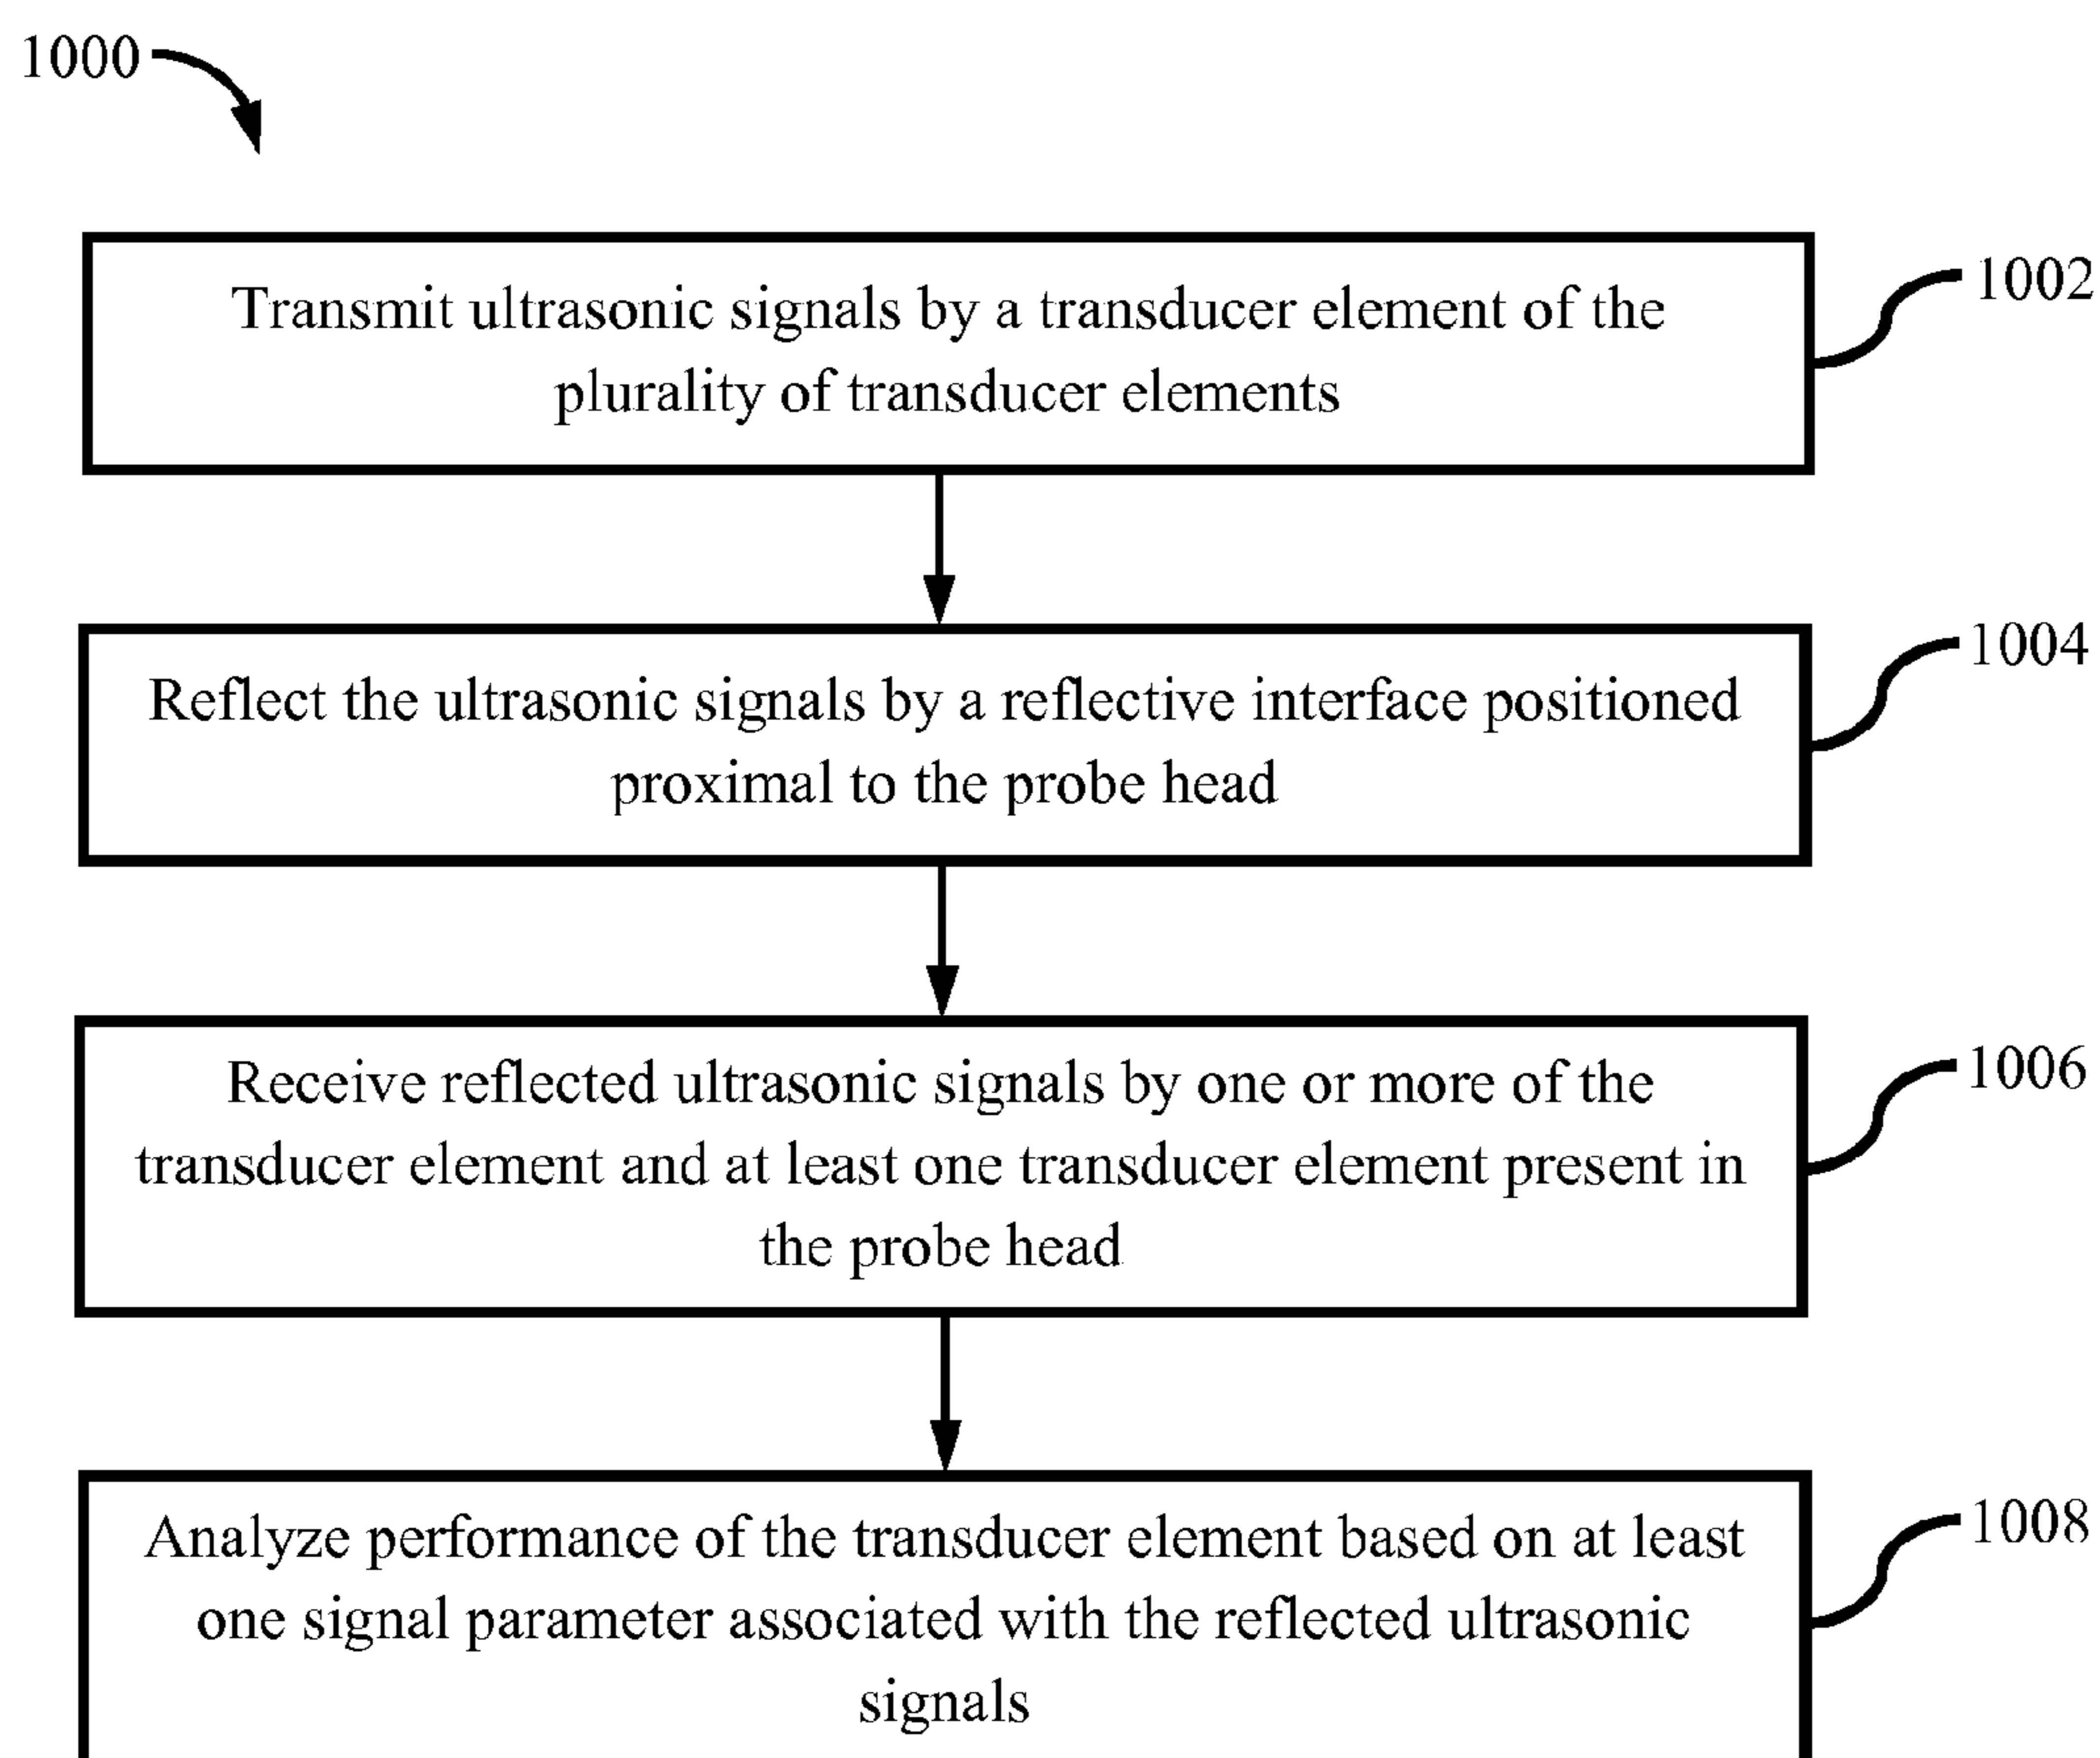 1000
Transmit ultrasonic signals by a transducer element of the
plurality of transducer elements
1002
Reflect the ultrasonic signals by a reflective interface positioned
proximal to the probe head
1004
Receive reflected ultrasonic signals by one or more of the
transducer element and at least one transducer element present in
the probe head
1006
Analyze performance of the transducer element based on at least
one signal parameter associated with the reflected ultrasonic
signals
1008